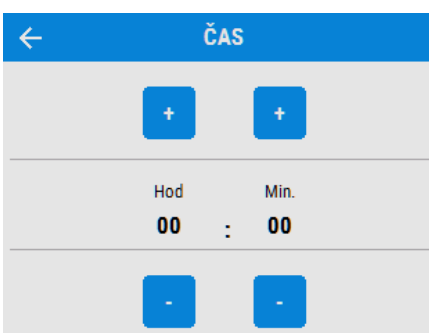 ČAS
+ +
Hod Min.
00 : 00
- -